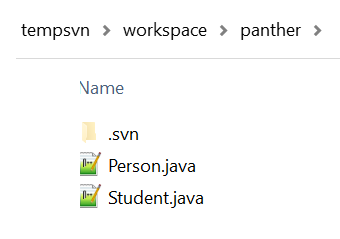 tempsvn > workspace > panther >
Name
.svn
Person.java
Student.java